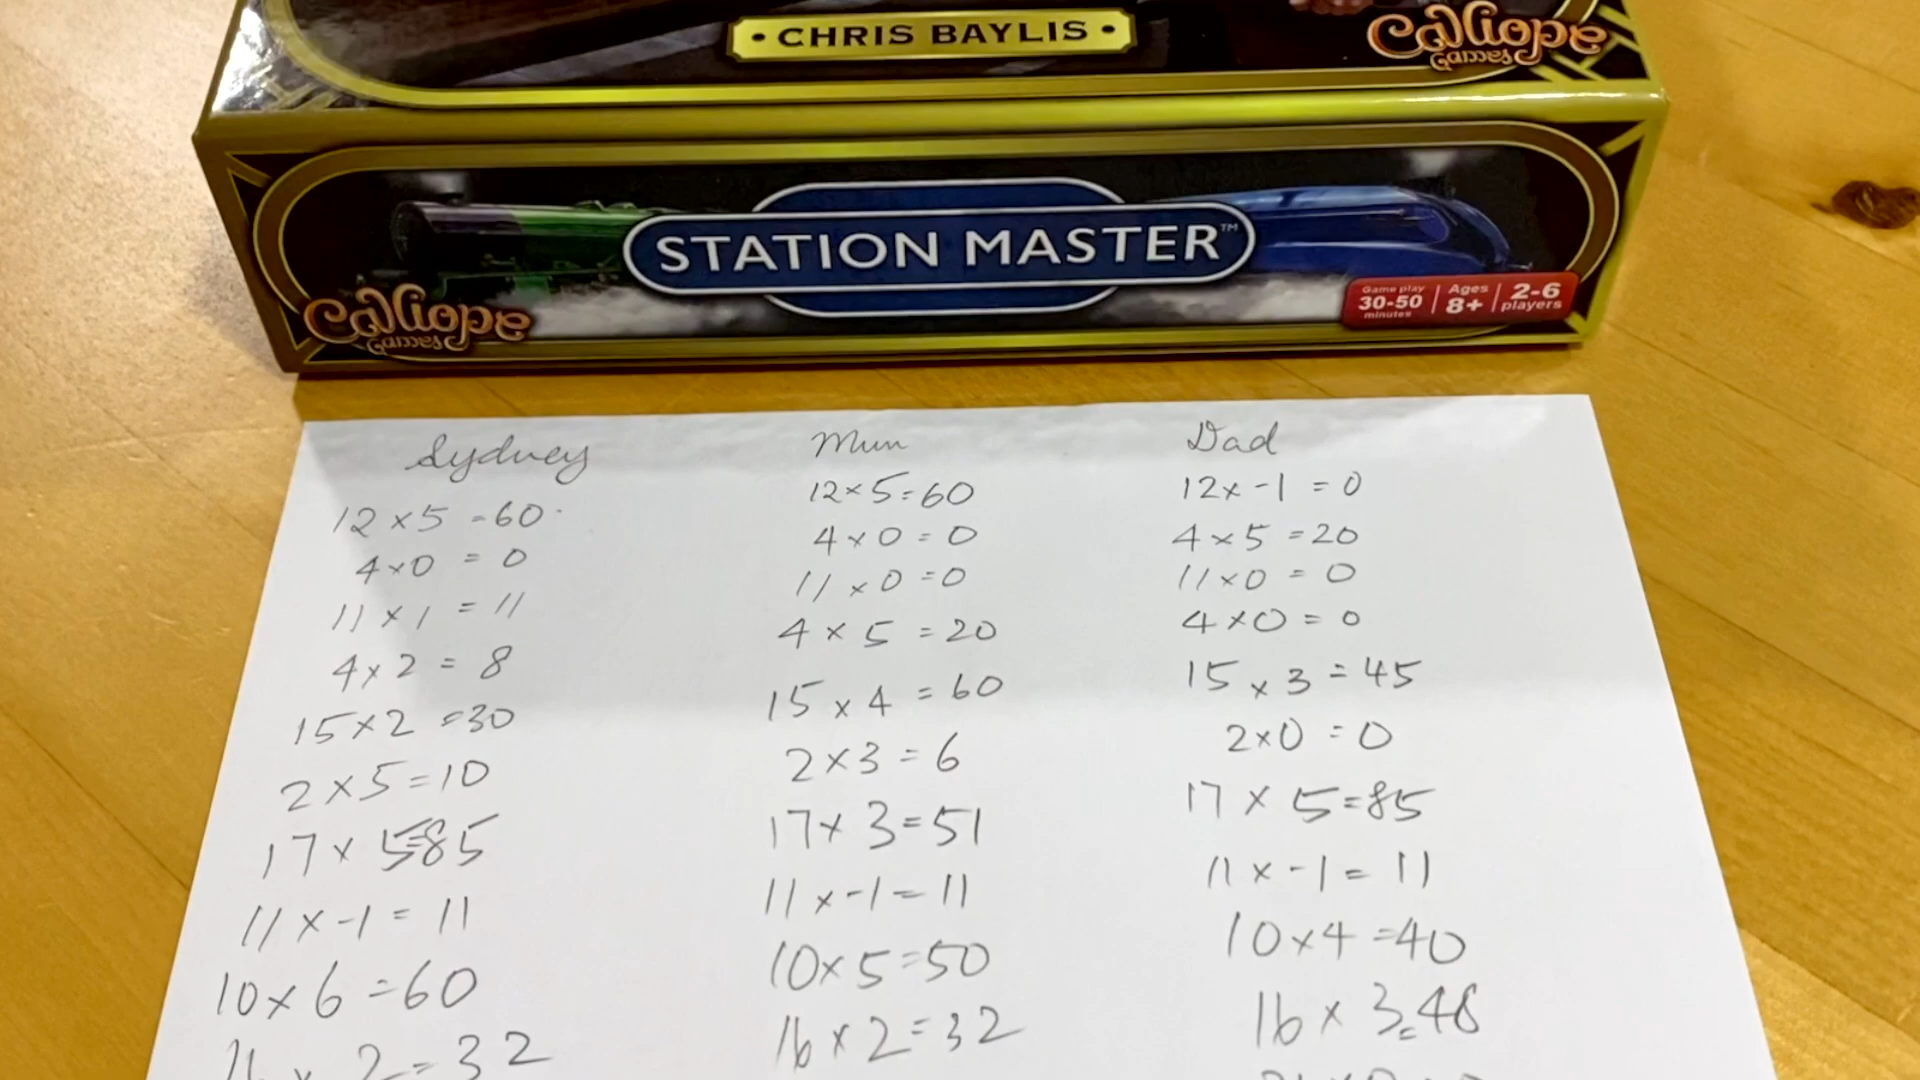 • CHRIS BAYLIS •
Calliope
Games
STATION MASTER™
Calliope
Games
Game play
30-50
minutes
Ages
8+
2-6
players
Sydney
12 x 5 = 60
4 x 0 = 0
11 x 1 = 11
4 x 2 = 8
15 x 2 = 30
2 x 5 = 10
17 x 5 = 85
11 x -1 = 11
10 x 6 = 60
16 x 2 = 32
Mum
12 x 5 = 60
4 x 0 = 0
11 x 0 = 0
4 x 5 = 20
15 x 4 = 60
2 x 3 = 6
17 x 3 = 51
11 x -1 = 11
10 x 5 = 50
16 x 2 = 32
Dad
12 x -1 = 0
4 x 5 = 20
11 x 0 = 0
4 x 0 = 0
15 x 3 = 45
2 x 0 = 0
17 x 5 = 85
11 x -1 = 11
10 x 4 = 40
16 x 3 = 48